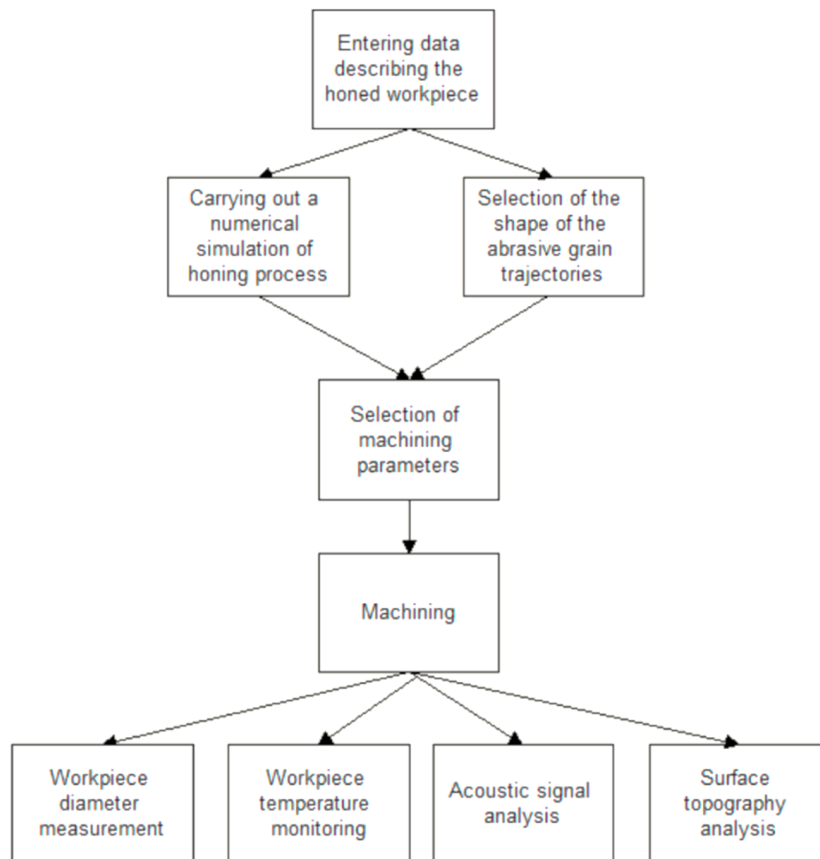 Entering data
describing the
honed workpiece
Carrying out a
numerical
simulation of
honing process
Selection of the
shape of the
abrasive grain
trajectories
Selection of
machining
parameters
Machining
Workpiece
diameter
measurement
Workpiece
temperature
monitoring
Acoustic signal
analysis
Surface
topography
analysis